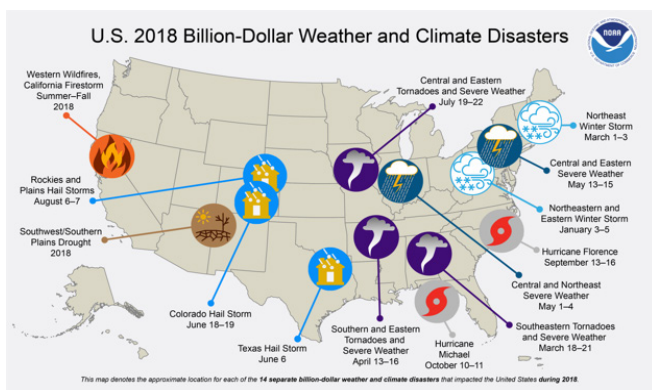 U.S. 2018 Billion-Dollar Weather and Climate Disasters
NOAA
Western Wildfires,
California Firestorm
Summer–Fall
2018
Central and Eastern
Tornadoes and Severe Weather
July 19–22
Northeast
Winter Storm
March 1–3
Central and Eastern
Severe Weather
May 13–15
Rockies and
Plains Hail Storms
August 6–7
Northeastern and
Eastern Winter Storm
January 3–5
Southwest/Southern
Plains Drought
2018
Hurricane Florence
September 13–16
Central and Northeast
Severe Weather
May 1–4
Colorado Hail Storm
June 18–19
Texas Hail Storm
June 6
Southern and Eastern
Tornadoes and
Severe Weather
April 13–16
Hurricane
Michael
October 10–11
Southeastern Tornadoes
and Severe Weather
March 18–21
This map denotes the approximate location for each of the 14 separate billion-dollar weather and climate disasters that impacted the United States during 2018.